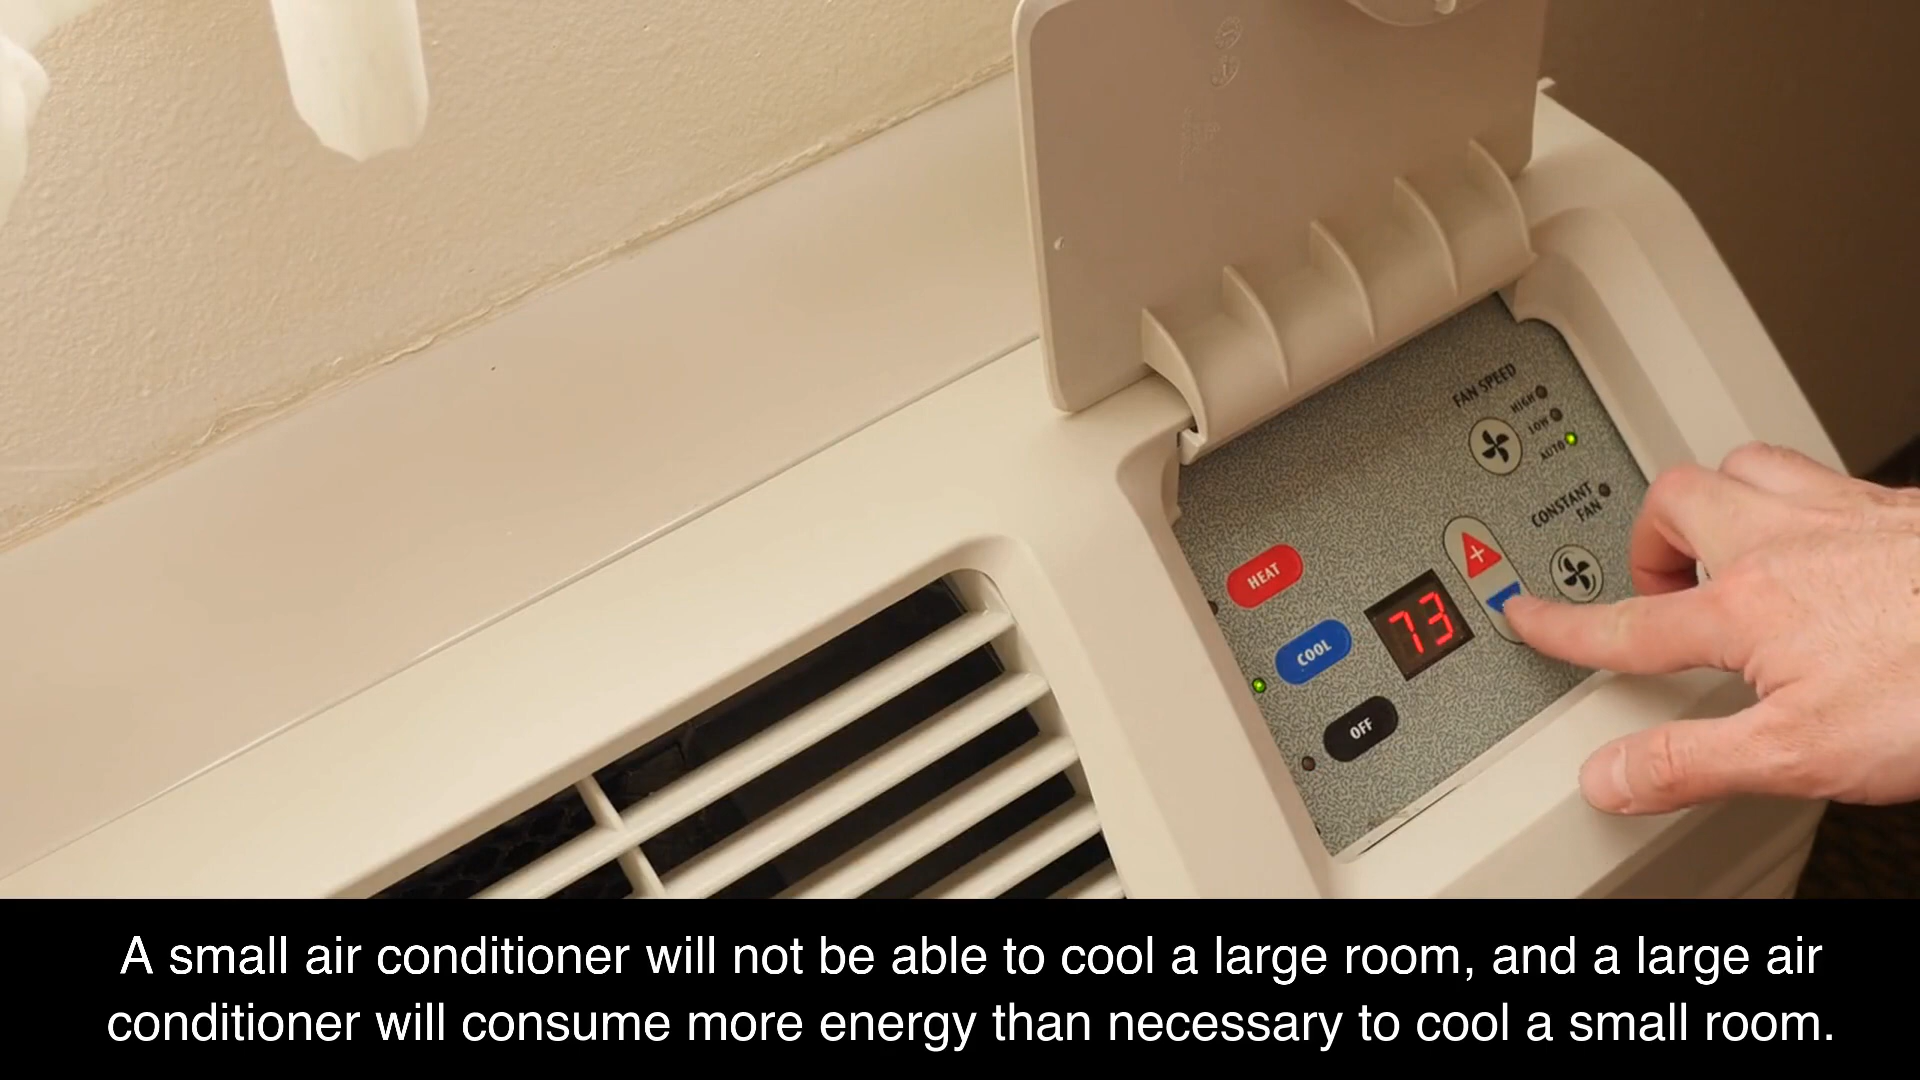 FAN SPEED
HIGH
LOW
AUTO
CONSTANT
FAN
HEAT
+
73
COOL
OFF
A small air conditioner will not be able to cool a large room, and a large air
conditioner will consume more energy than necessary to cool a small room.